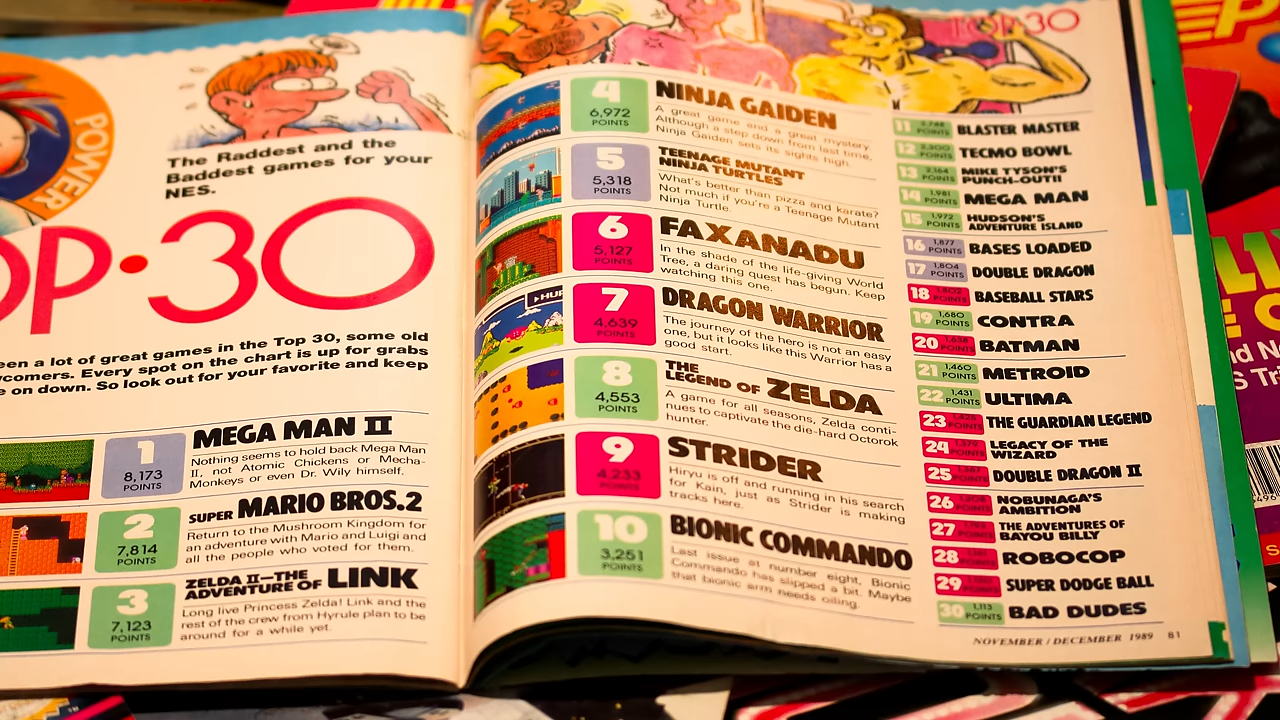 POWER
The Raddest and the
Baddest games for your
NES.
TOP•30
een a lot of great games in the Top 30, some old
comers. Every spot on the chart is up for grabs
e on down. So look out for your favorite and keep
1
8,173
POINTS
MEGA MAN II
Nothing seems to hold back Mega Man
II, not Atomic Chickens or Mecha-
Monkeys or even Dr. Wily himself.
2
7,814
POINTS
SUPER MARIO BROS.2
Return to the Mushroom Kingdom for
an adventure with Mario and Luigi and
all the people who voted for them.
3
7,123
POINTS
ZELDA II—THE
ADVENTURE OF LINK
Long live Princess Zelda! Link and the
rest of the crew from Hyrule plan to be
around for a while yet.
TOP•30
4
6,972
POINTS
NINJA GAIDEN
A great game and a great mystery.
Although a step down from last time,
Ninja Gaiden sets its sights high.
5
5,318
POINTS
TEENAGE MUTANT
NINJA TURTLES
What's better than pizza and karate?
Not much if you're a Teenage Mutant
Ninja Turtle.
6
5,127
POINTS
FAXANADU
In the shade of the life-giving World
Tree, a daring quest has begun. Keep
watching this one.
HUP
7
4,639
POINTS
DRAGON WARRIOR
The journey of the hero is not an easy
one, but it looks like this Warrior has a
good start.
8
4,553
POINTS
THE
LEGEND OF ZELDA
A game for all seasons, Zelda conti-
nues to captivate the die-hard Octorok
hunter.
9
4,233
POINTS
STRIDER
Hiryu is off and running in his search
for Kain, just as Strider is making
tracks here.
10
3,251
POINTS
BIONIC COMMANDO
Last issue at number eight, Bionic
Commando has slipped a bit. Maybe
that bionic arm needs oiling.
11 POINTS BLASTER MASTER
12 2,300 POINTS TECMO BOWL
13 2,164 POINTS MIKE TYSON'S
PUNCH-OUT!!
14 1,981 POINTS MEGA MAN
15 1,972 POINTS HUDSON'S
ADVENTURE ISLAND
16 1,877 POINTS BASES LOADED
17 1,804 POINTS DOUBLE DRAGON
18 1,802 POINTS BASEBALL STARS
19 1,680 POINTS CONTRA
20 POINTS BATMAN
21 1,460 POINTS METROID
22 1,431 POINTS ULTIMA
23 POINTS THE GUARDIAN LEGEND
24 POINTS LEGACY OF THE
WIZARD
25 POINTS DOUBLE DRAGON II
26 POINTS NOBUNAGA'S
AMBITION
27 POINTS THE ADVENTURES OF
BAYOU BILLY
28 POINTS ROBOCOP
29 POINTS SUPER DODGE BALL
30 1,113 POINTS BAD DUDES
NOVEMBER / DECEMBER 1989 81